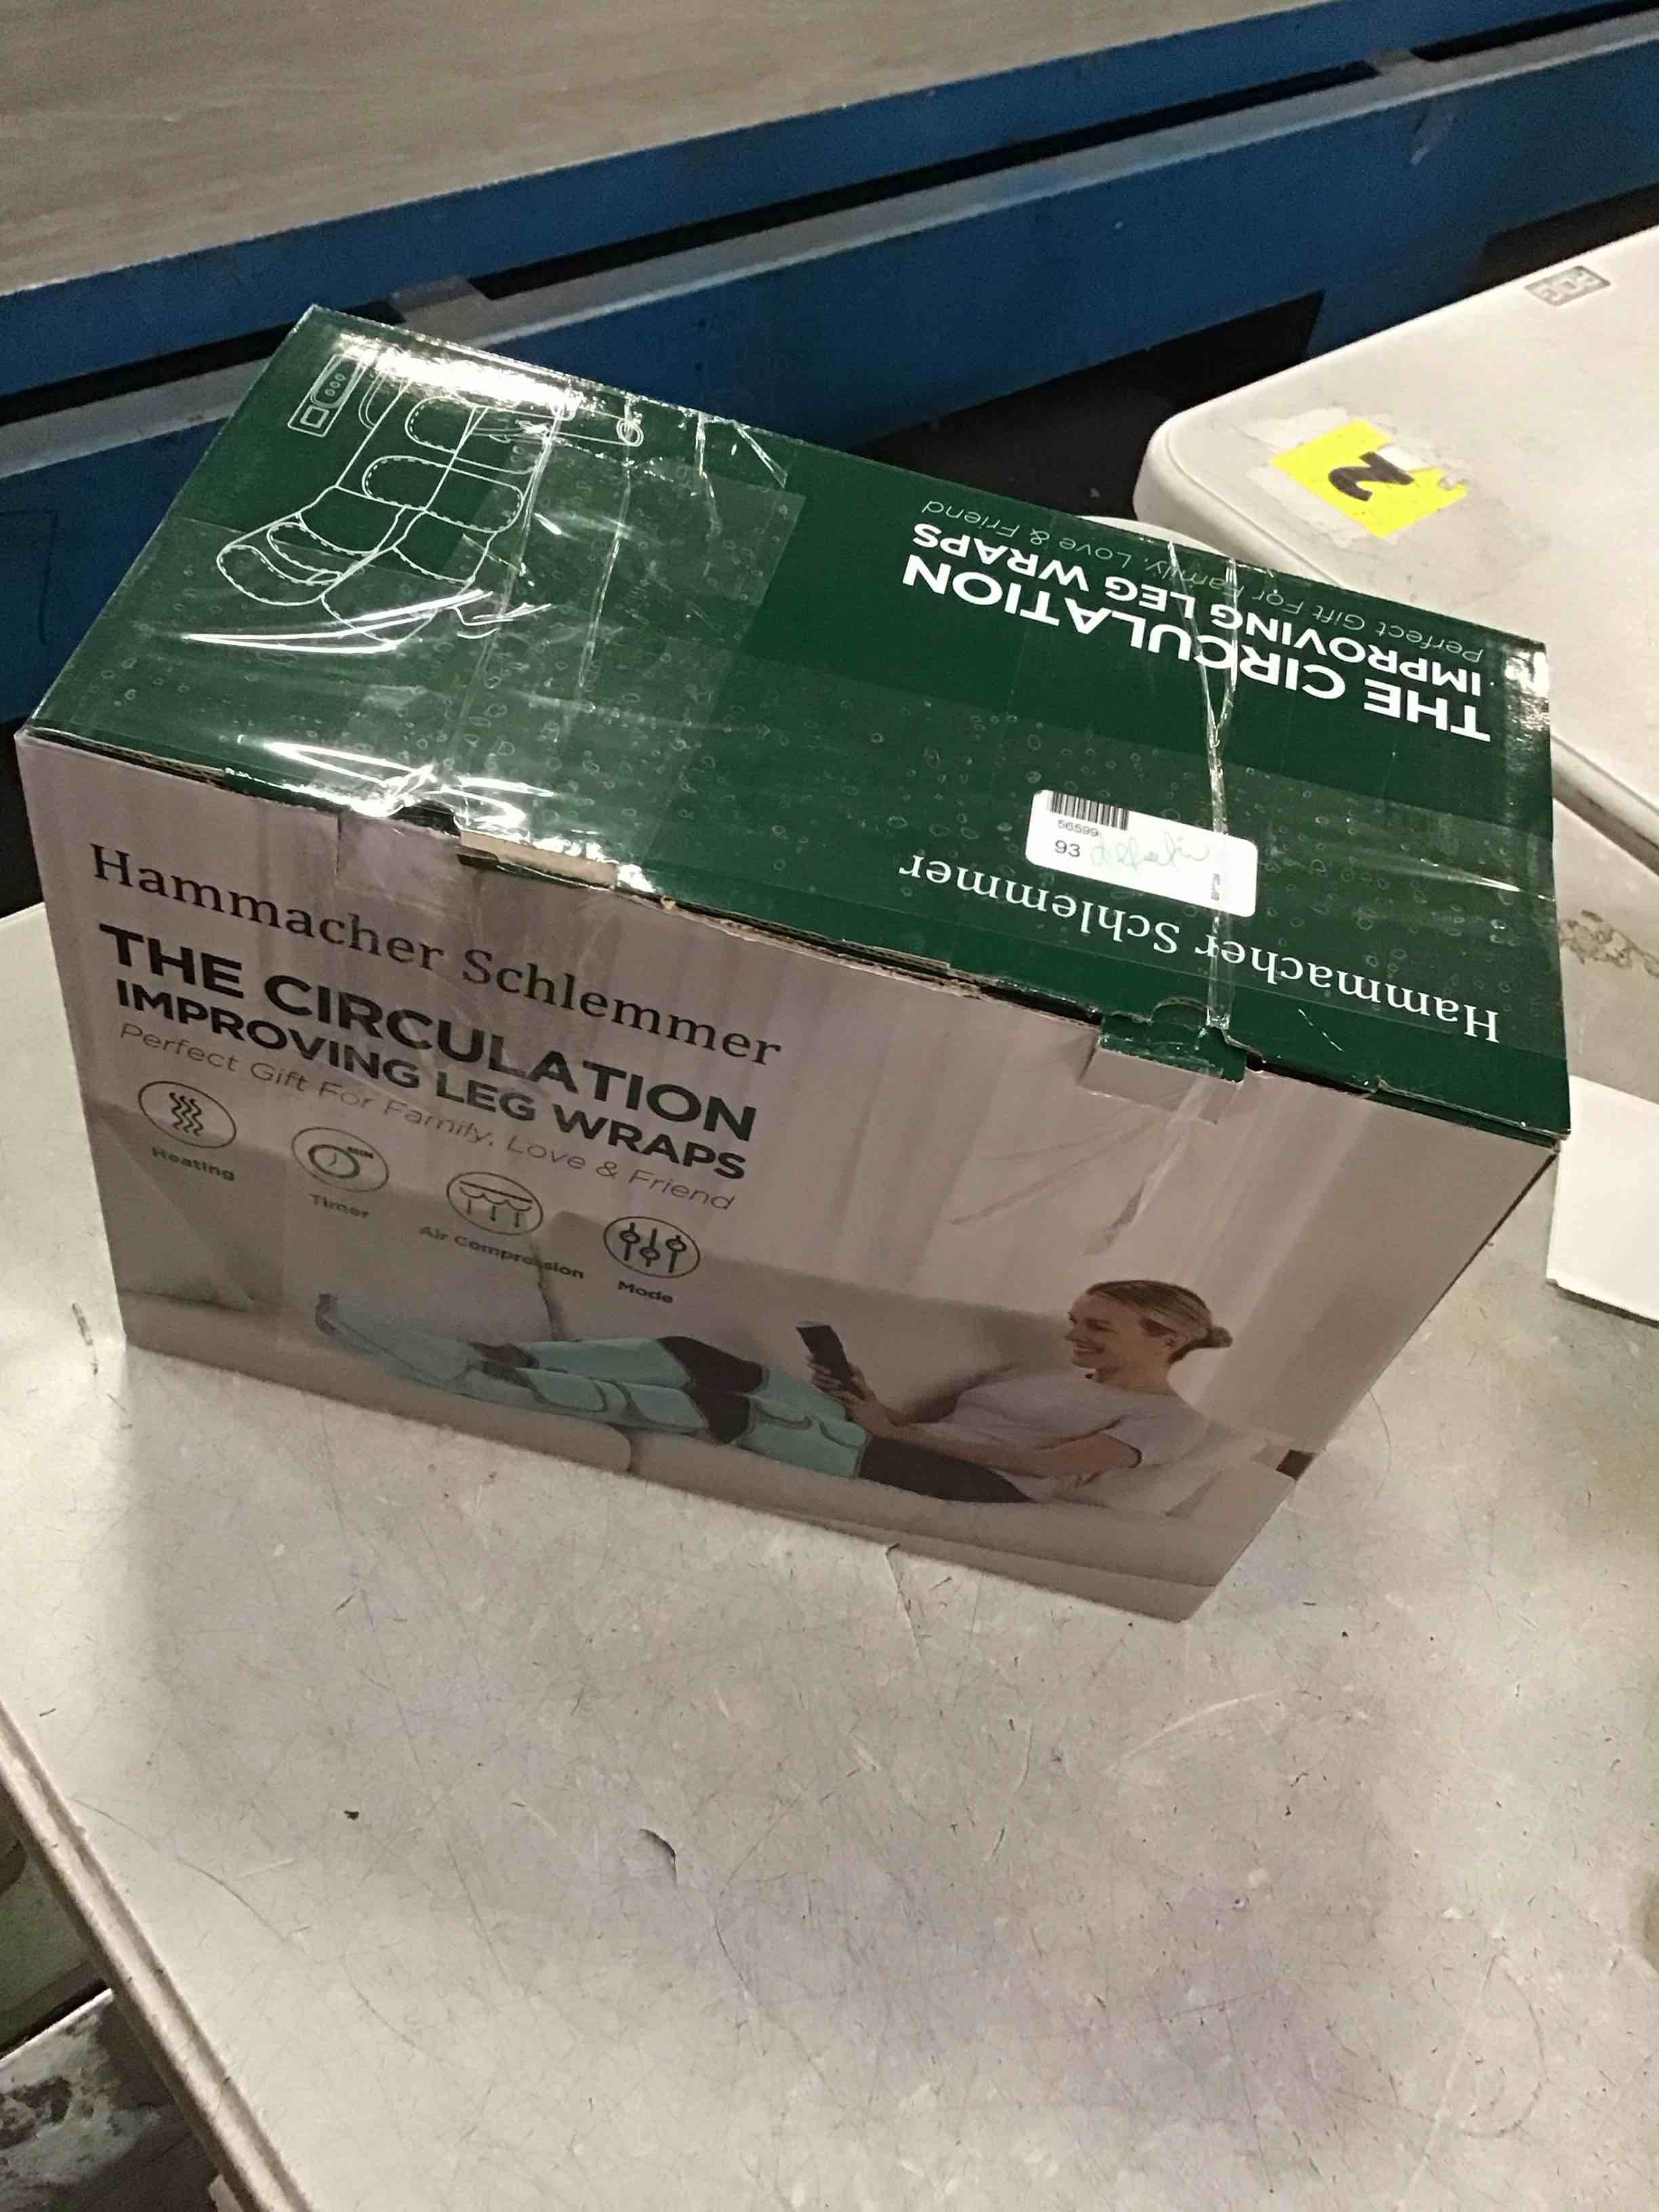 Perfect Gift For Family, Love & Friend
IMPROVING LEG WRAPS
THE CIRCULATION
56599
93
Hammacher Schlemmer
Hammacher Schlemmer
THE CIRCULATION
IMPROVING LEG WRAPS
Perfect Gift For Family, Love & Friend
Heating
Timer
Air Compression
Mode
2